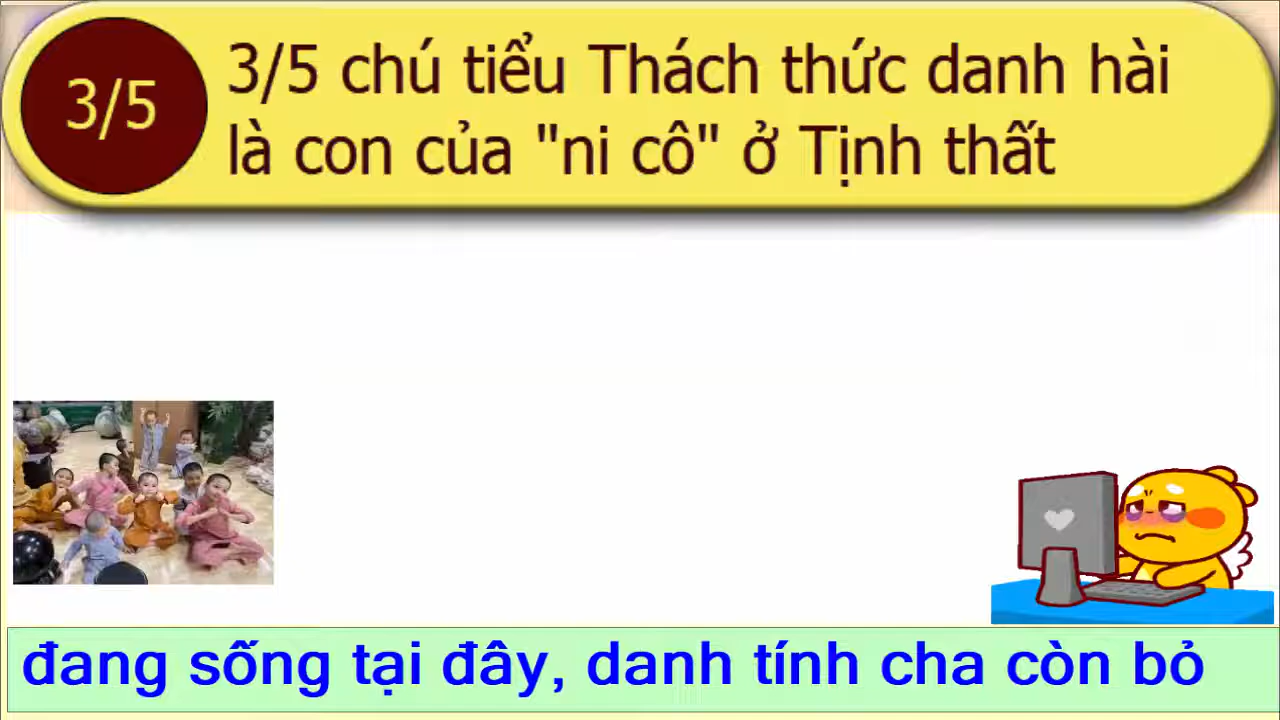 3/5
3/5 chú tiểu Thách thức danh hài
là con của "ni cô" ở Tịnh thất
đang sống tại đây, danh tính cha còn bỏ